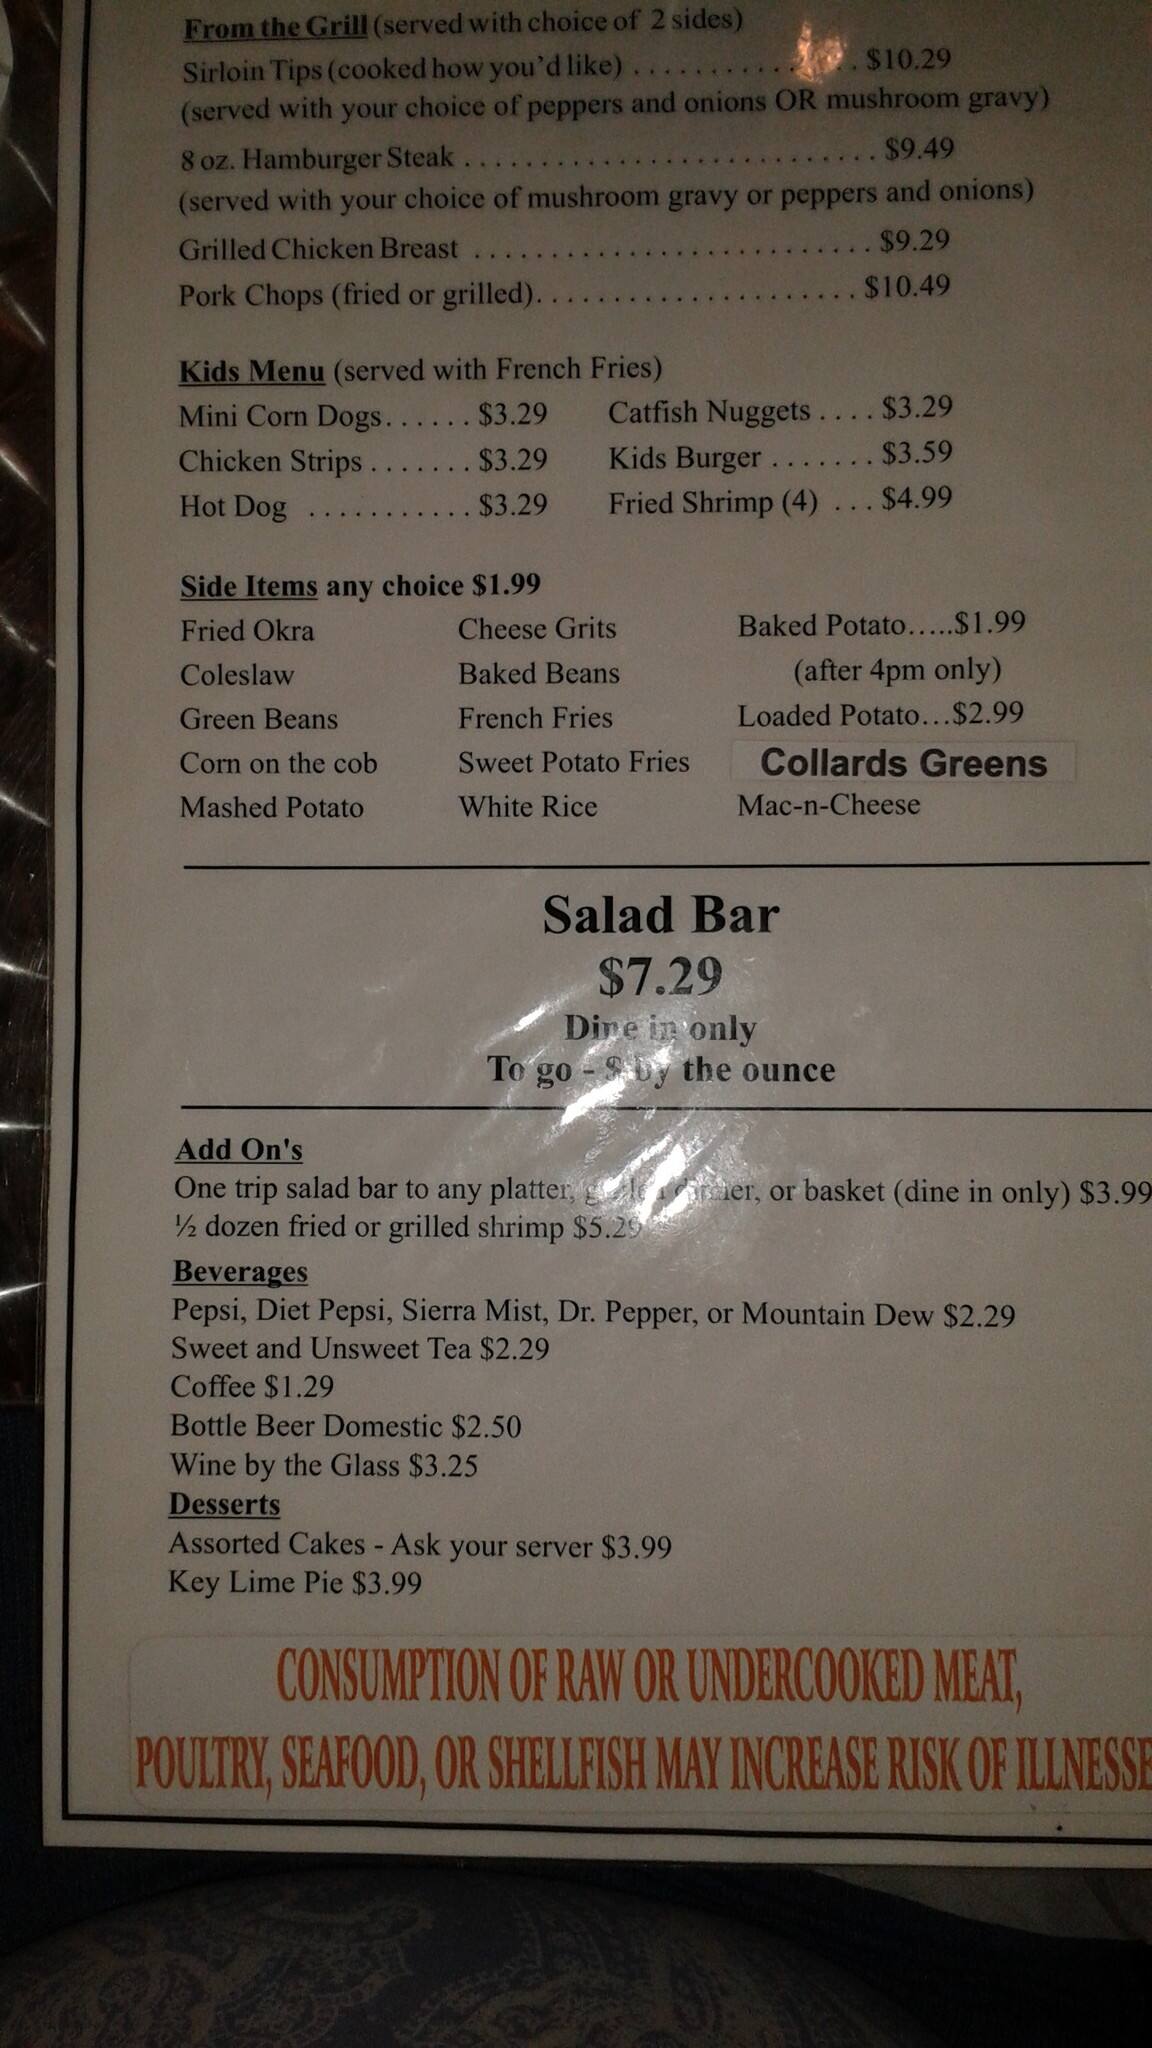 From the Grill (served with choice of 2 sides)
Sirloin Tips (cooked how you'd like) . . . . . . . . . . . . . . . $10.29
(served with your choice of peppers and onions OR mushroom gravy)
8 oz. Hamburger Steak . . . . . . . . . . . . . . . . . . . . . . . . . . . . $9.49
(served with your choice of mushroom gravy or peppers and onions)
Grilled Chicken Breast . . . . . . . . . . . . . . . . . . . . . . . . . . . $9.29
Pork Chops (fried or grilled). . . . . . . . . . . . . . . . . . . . . . $10.49
Kids Menu (served with French Fries)
Mini Corn Dogs. . . . . . $3.29 Catfish Nuggets . . . . $3.29
Chicken Strips . . . . . . . $3.29 Kids Burger . . . . . . . $3.59
Hot Dog . . . . . . . . . . . $3.29 Fried Shrimp (4) . . . $4.99
Side Items any choice $1.99
Fried Okra Cheese Grits Baked Potato…..$1.99
Coleslaw Baked Beans (after 4pm only)
Green Beans French Fries Loaded Potato…$2.99
Corn on the cob Sweet Potato Fries Collards Greens
Mashed Potato White Rice Mac-n-Cheese
Salad Bar
$7.29
Dine in only
To go - $ by the ounce
Add On's
One trip salad bar to any platter, dinner, or basket (dine in only) $3.99
½ dozen fried or grilled shrimp $5.29
Beverages
Pepsi, Diet Pepsi, Sierra Mist, Dr. Pepper, or Mountain Dew $2.29
Sweet and Unsweet Tea $2.29
Coffee $1.29
Bottle Beer Domestic $2.50
Wine by the Glass $3.25
Desserts
Assorted Cakes - Ask your server $3.99
Key Lime Pie $3.99
CONSUMPTION OF RAW OR UNDERCOOKED MEAT,
POULTRY, SEAFOOD, OR SHELLFISH MAY INCREASE RISK OF ILLNESSE